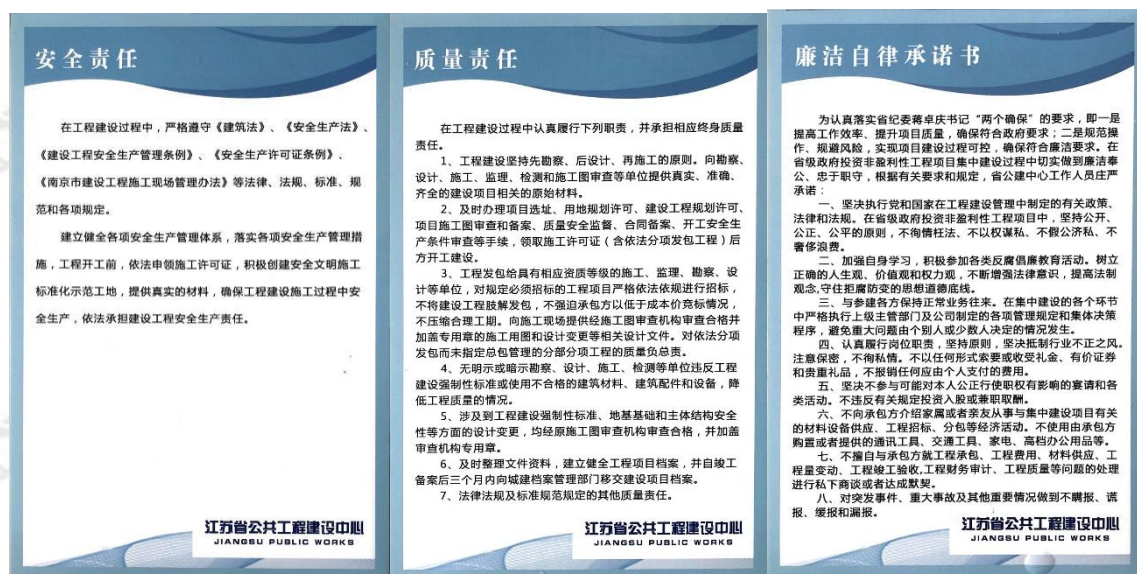 安全责任
在工程建设过程中，严格遵守《建筑法》、《安全生产法》、
《建设工程安全生产管理条例》、《安全生产许可证条例》、
《南京市建设工程施工现场管理办法》等法律、法规、标准、规
范和各项规定。
建立健全各项安全生产管理体系，落实各项安全生产管理措
施，工程开工前，依法申领施工许可证，积极创建安全文明施工
标准化示范工地，提供真实的材料，确保工程建设施工过程中安
全生产，依法承担建设工程安全生产责任。
江苏省公共工程建设中心
JIANGSU PUBLIC WORKS
质量责任
在工程建设过程中认真履行下列职责，并承担相应终身质量
责任。
1、工程建设坚持先勘察、后设计、再施工的原则。向勘察、
设计、施工、监理、检测和施工图审查等单位提供真实、准确、
齐全的建设项目相关的原始材料。
2、及时办理项目选址、用地规划许可、建设工程规划许可、
项目施工图审查和备案、质量安全监督、合同备案、开工安全生
产条件审查等手续，领取施工许可证（含依法分项发包工程）后
方开工建设。
3、工程发包给具有相应资质等级的施工、监理、勘察、设
计等单位，对规定必须招标的工程项目严格依法依规进行招标，
不将建设工程肢解发包，不强迫承包方以低于成本价竞标情况，
不压缩合理工期。向施工现场提供经施工图审查机构审查合格并
加盖专用章的施工用图和设计变更等相关设计文件。对依法分项
发包而未指定总包管理的分部分项工程的质量负总责。
4、无明示或暗示勘察、设计、施工、检测等单位违反工程
建设强制性标准或使用不合格的建筑材料、建筑配件和设备，降
低工程质量的情况。
5、涉及到工程建设强制性标准、地基基础和主体结构安全
性等方面的设计变更，均经原施工图审查机构审查合格，并加盖
审查机构专用章。
6、及时整理文件资料，建立健全工程项目档案，并自竣工
备案后三个月内向城建档案管理部门移交建设项目档案。
7、法律法规及标准规范规定的其他质量责任。
江苏省公共工程建设中心
JIANGSU PUBLIC WORKS
廉洁自律承诺书
为认真落实省纪委蒋卓庆书记“两个确保”的要求，即一是
提高工作效率、提升项目质量，确保符合政府要求；二是规范操
作、规避风险，实现项目建设过程可控，确保符合廉洁要求。在
省级政府投资非盈利性工程项目集中建设过程中切实做到廉洁奉
公、忠于职守，根据有关要求和规定，省公建中心工作人员庄严
承诺：
一、坚决执行党和国家在工程建设管理中制定的有关政策、
法律和法规。在省级政府投资非盈利性工程项目中，坚持公开、
公正、公平的原则，不徇情枉法、不以权谋私、不假公济私、不
奢侈浪费。
二、加强自身学习，积极参加各类反腐倡廉教育活动。树立
正确的人生观、价值观和权力观，不断增强法律意识，提高法制
观念,守住拒腐防变的思想道德底线。
三、与参建各方保持正常业务往来。在集中建设的各个环节
中严格执行上级主管部门及公司制定的各项管理规定和集体决策
程序，避免重大问题由个别人或少数人决定的情况发生。
四、认真履行岗位职责，坚持原则，坚决抵制行业不正之风。
注意保密，不徇私情。不以任何形式索要或收受礼金、有价证券
和贵重礼品，不报销任何应由个人支付的费用。
五、坚决不参与可能对本人公正行使职权有影响的宴请和各
类活动。不违反有关规定投资入股或兼职取酬。
六、不向承包方介绍家属或者亲友从事与集中建设项目有关
的材料设备供应、工程招标、分包等经济活动。不使用由承包方
购置或者提供的通讯工具、交通工具、家电、高档办公用品等。
七、不擅自与承包方就工程承包、工程费用、材料供应、工
程量变动、工程竣工验收,工程财务审计、工程质量等问题的处理
进行私下商谈或者达成默契。
八、对突发事件、重大事故及其他重要情况做到不瞒报、谎
报、缓报和漏报。
江苏省公共工程建设中心
JIANGSU PUBLIC WORKS